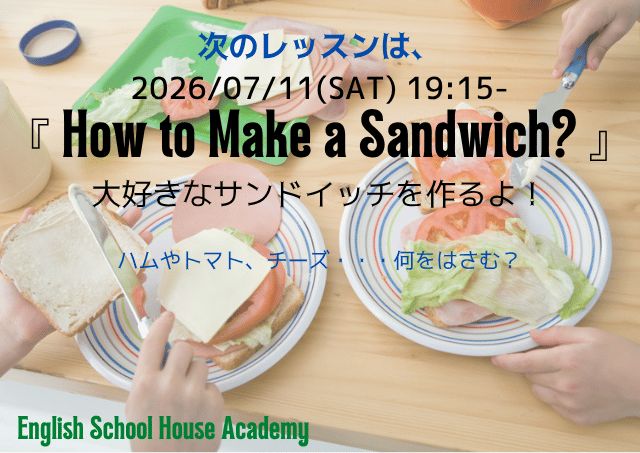 次のレッスンは、
2026/07/11(SAT) 19:15-
『 How to Make a Sandwich? 』
大好きなサンドイッチを作るよ！
ハムやトマト、チーズ・・・何をはさむ？
English School House Academy